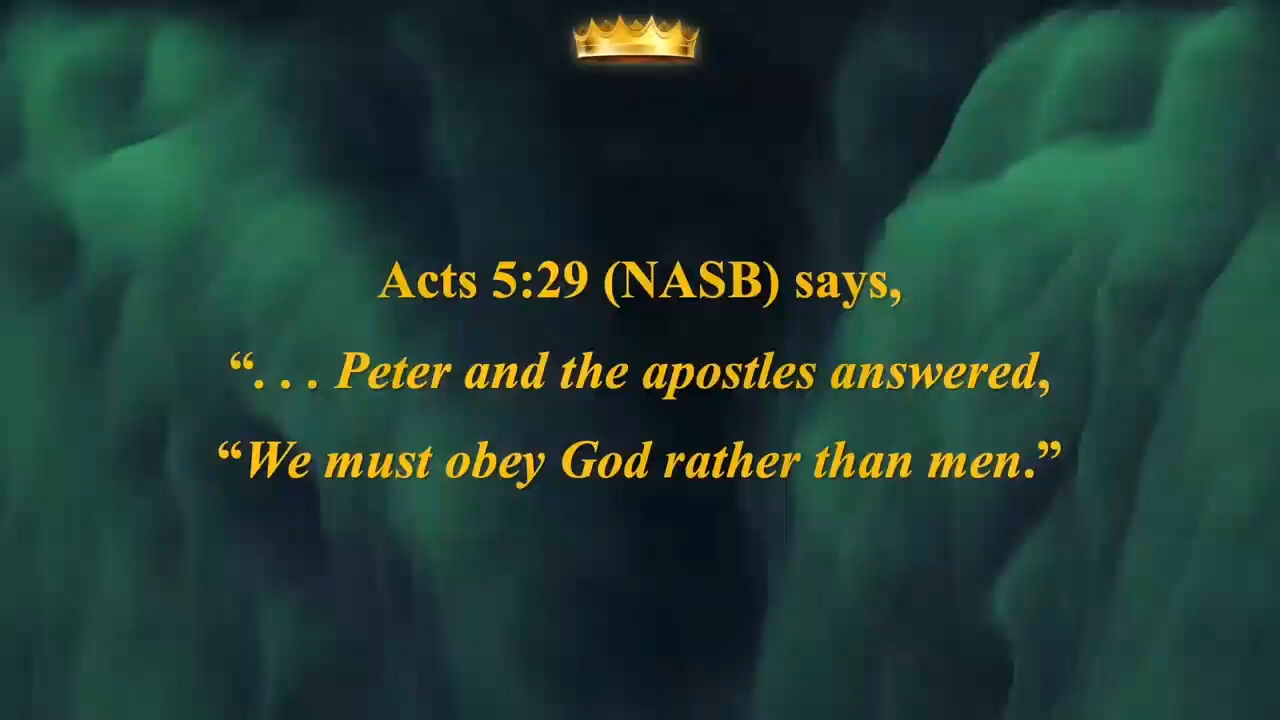 Acts 5:29 (NASB) says,
“. . . Peter and the apostles answered,
“We must obey God rather than men.”